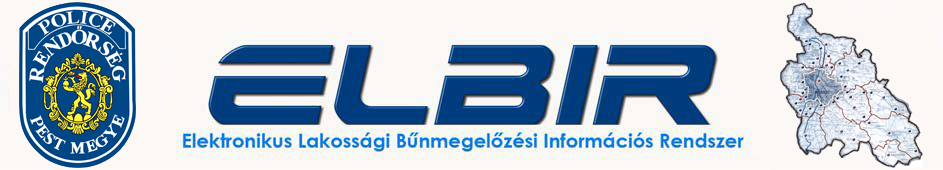 POLICE
RENDŐRSÉG
PEST MEGYE
ELBIR
Elektronikus Lakossági Bűnmegelőzési Információs Rendszer